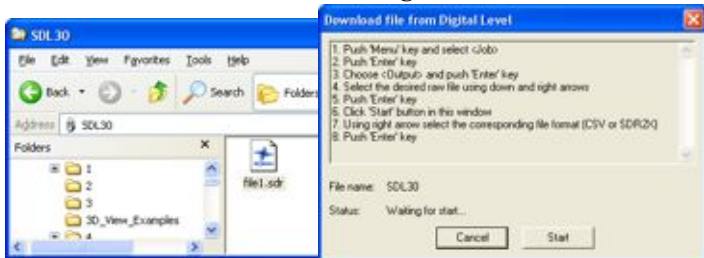 SDL30
File Edit View Favorites Tools Help
Back Search Folders
Address SDL30
Folders
1
2
3
3D_View_Examples
4
file1.sdr
Download file from Digital Level
1. Push 'Menu' key and select <Job>
2. Push 'Enter' key
3. Choose <Output> and push 'Enter' key
4. Select the desired raw file using down and right arrows
5. Push 'Enter' key
6. Click 'Start' button in this window
7. Using right arrow select the corresponding file format (CSV or SDR2X)
8. Push 'Enter' key
File name: SDL30
Status: Waiting for start...
Cancel Start